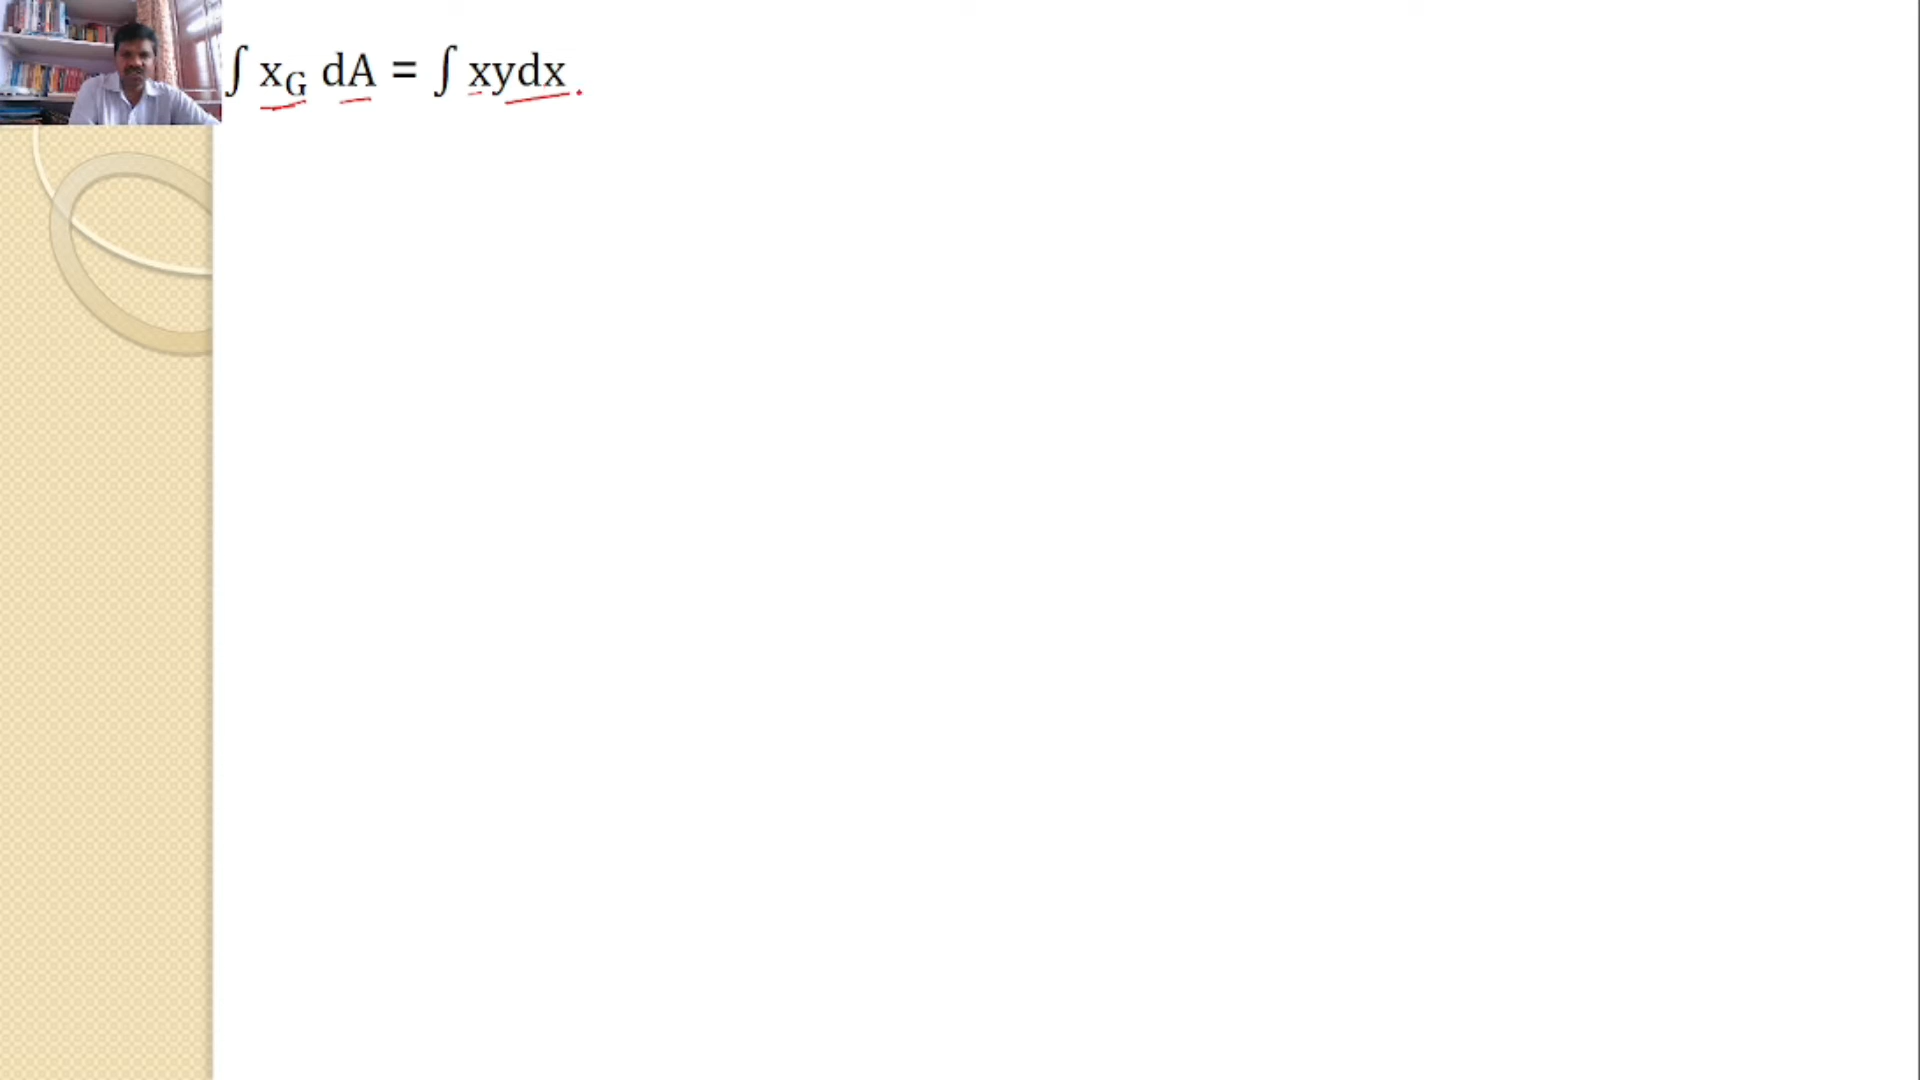 ∫ x_G dA = ∫ xydx